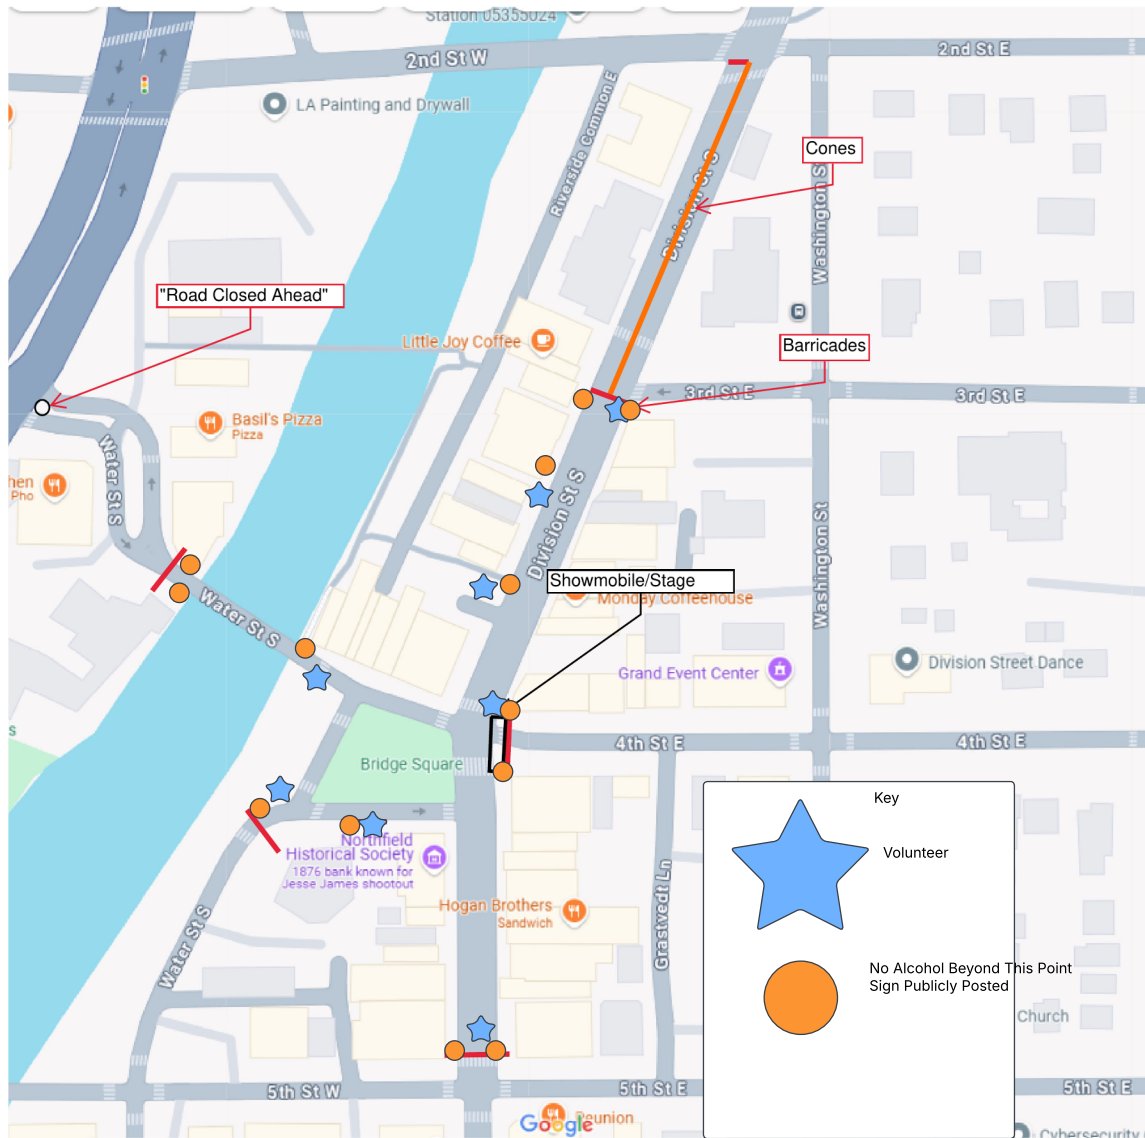 Station 05355024
2nd St W
2nd St E
LA Painting and Drywall
Riverside Common E
Cones
Division St S
Washington St
"Road Closed Ahead"
Little Joy Coffee
Barricades
3rd St E
3rd St E
Basil's Pizza
Pizza
Water St S
hen
Pho
Division St S
Washington St
Showmobile/Stage
Monday Coffeehouse
Water St S
Grand Event Center
Division Street Dance
s
4th St E
4th St E
Bridge Square
Key
Volunteer
Northfield
Historical Society
1876 bank known for
Jesse James shootout
Hogan Brothers
Sandwich
Grastvedt Ln
Water St S
No Alcohol Beyond This Point
Sign Publicly Posted
Church
5th St W
5th St E
5th St E
Google
Reunion
Cybersecurity